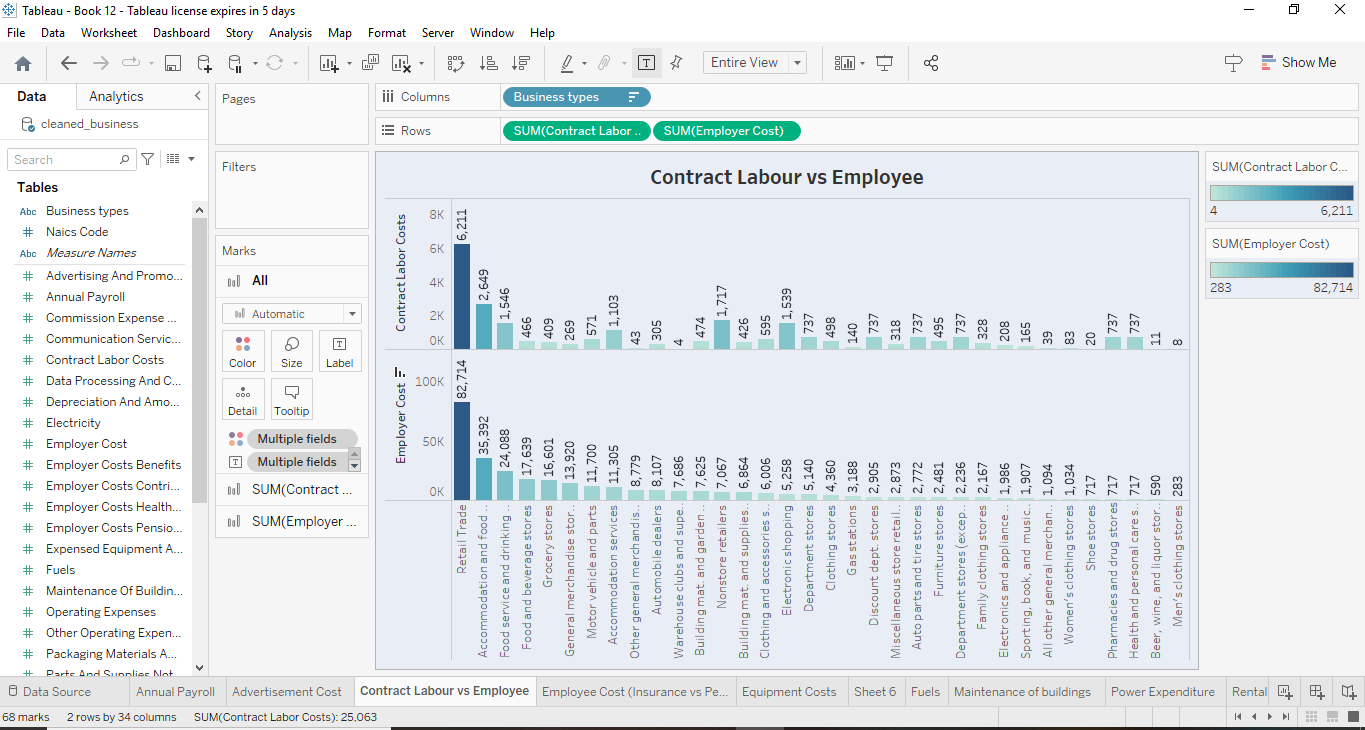 Tableau - Book 12 - Tableau license expires in 5 days
File Data Worksheet Dashboard Story Analysis Map Format Server Window Help
Entire View
Show Me
Data Analytics
cleaned_business
Search
Tables
Abc Business types
# Naics Code
Abc Measure Names
# Advertising And Promo...
# Annual Payroll
# Commission Expense ...
# Communication Servic...
# Contract Labor Costs
# Data Processing And C...
# Depreciation And Amo...
# Electricity
# Employer Cost
# Employer Costs Benefits
# Employer Costs Contri...
# Employer Costs Health...
# Employer Costs Pensio...
# Expensed Equipment A...
# Fuels
# Maintenance Of Buildin...
# Operating Expenses
# Other Operating Expen...
# Packaging Materials A...
# Parts And Supplies Not
Pages
Filters
Marks
All
Automatic
Color Size Label
Detail Tooltip
Multiple fields
Multiple fields
SUM(Contract ...
SUM(Employer ...
Columns Business types
Rows SUM(Contract Labor .. SUM(Employer Cost)
Contract Labour vs Employee
Contract Labor Costs
8K
6K
4K
2K
0K
6,211 2,649 1,546 466 409 269 571 1,103 43 305 4 474 1,717 426 595 1,539 737 498 140 737 318 737 495 737 328 208 165 39 83 20 737 737 11 8
Employer Cost
100K
50K
0K
82,714 35,392 24,088 17,639 16,601 13,920 11,700 11,305 8,779 8,107 7,686 7,625 7,067 6,864 6,006 5,258 5,140 4,360 3,188 2,905 2,873 2,772 2,481 2,236 2,167 1,986 1,907 1,094 1,034 717 717 717 590 283
Retail Trade
Accommodation and food ..
Food service and drinking ..
Food and beverage stores
Grocery stores
General merchandise stor..
Motor vehicle and parts
Accommodation services
Other general merchandis..
Automobile dealers
Warehouse clubs and supe..
Building mat. and garden ..
Nonstore retailers
Building mat. and supplies..
Clothing and accessories s..
Electronic shopping
Department stores
Clothing stores
Gas stations
Discount dept. stores
Miscellaneous store retail..
Auto parts and tire stores
Furniture stores
Department stores (excep..
Family clothing stores
Electronics and appliance ..
Sporting, book, and music..
All other general merchan..
Women's clothing stores
Shoe stores
Pharmacies and drug stores
Health and personal care s..
Beer, wine, and liquor stor..
Men's clothing stores
SUM(Contract Labor C...
4 6,211
SUM(Employer Cost)
283 82,714
Data Source Annual Payroll Advertisement Cost Contract Labour vs Employee Employee Cost (Insurance vs Pe... Equipment Costs Sheet 6 Fuels Maintenance of buildings Power Expenditure Rental
68 marks 2 rows by 34 columns SUM(Contract Labor Costs): 25,063